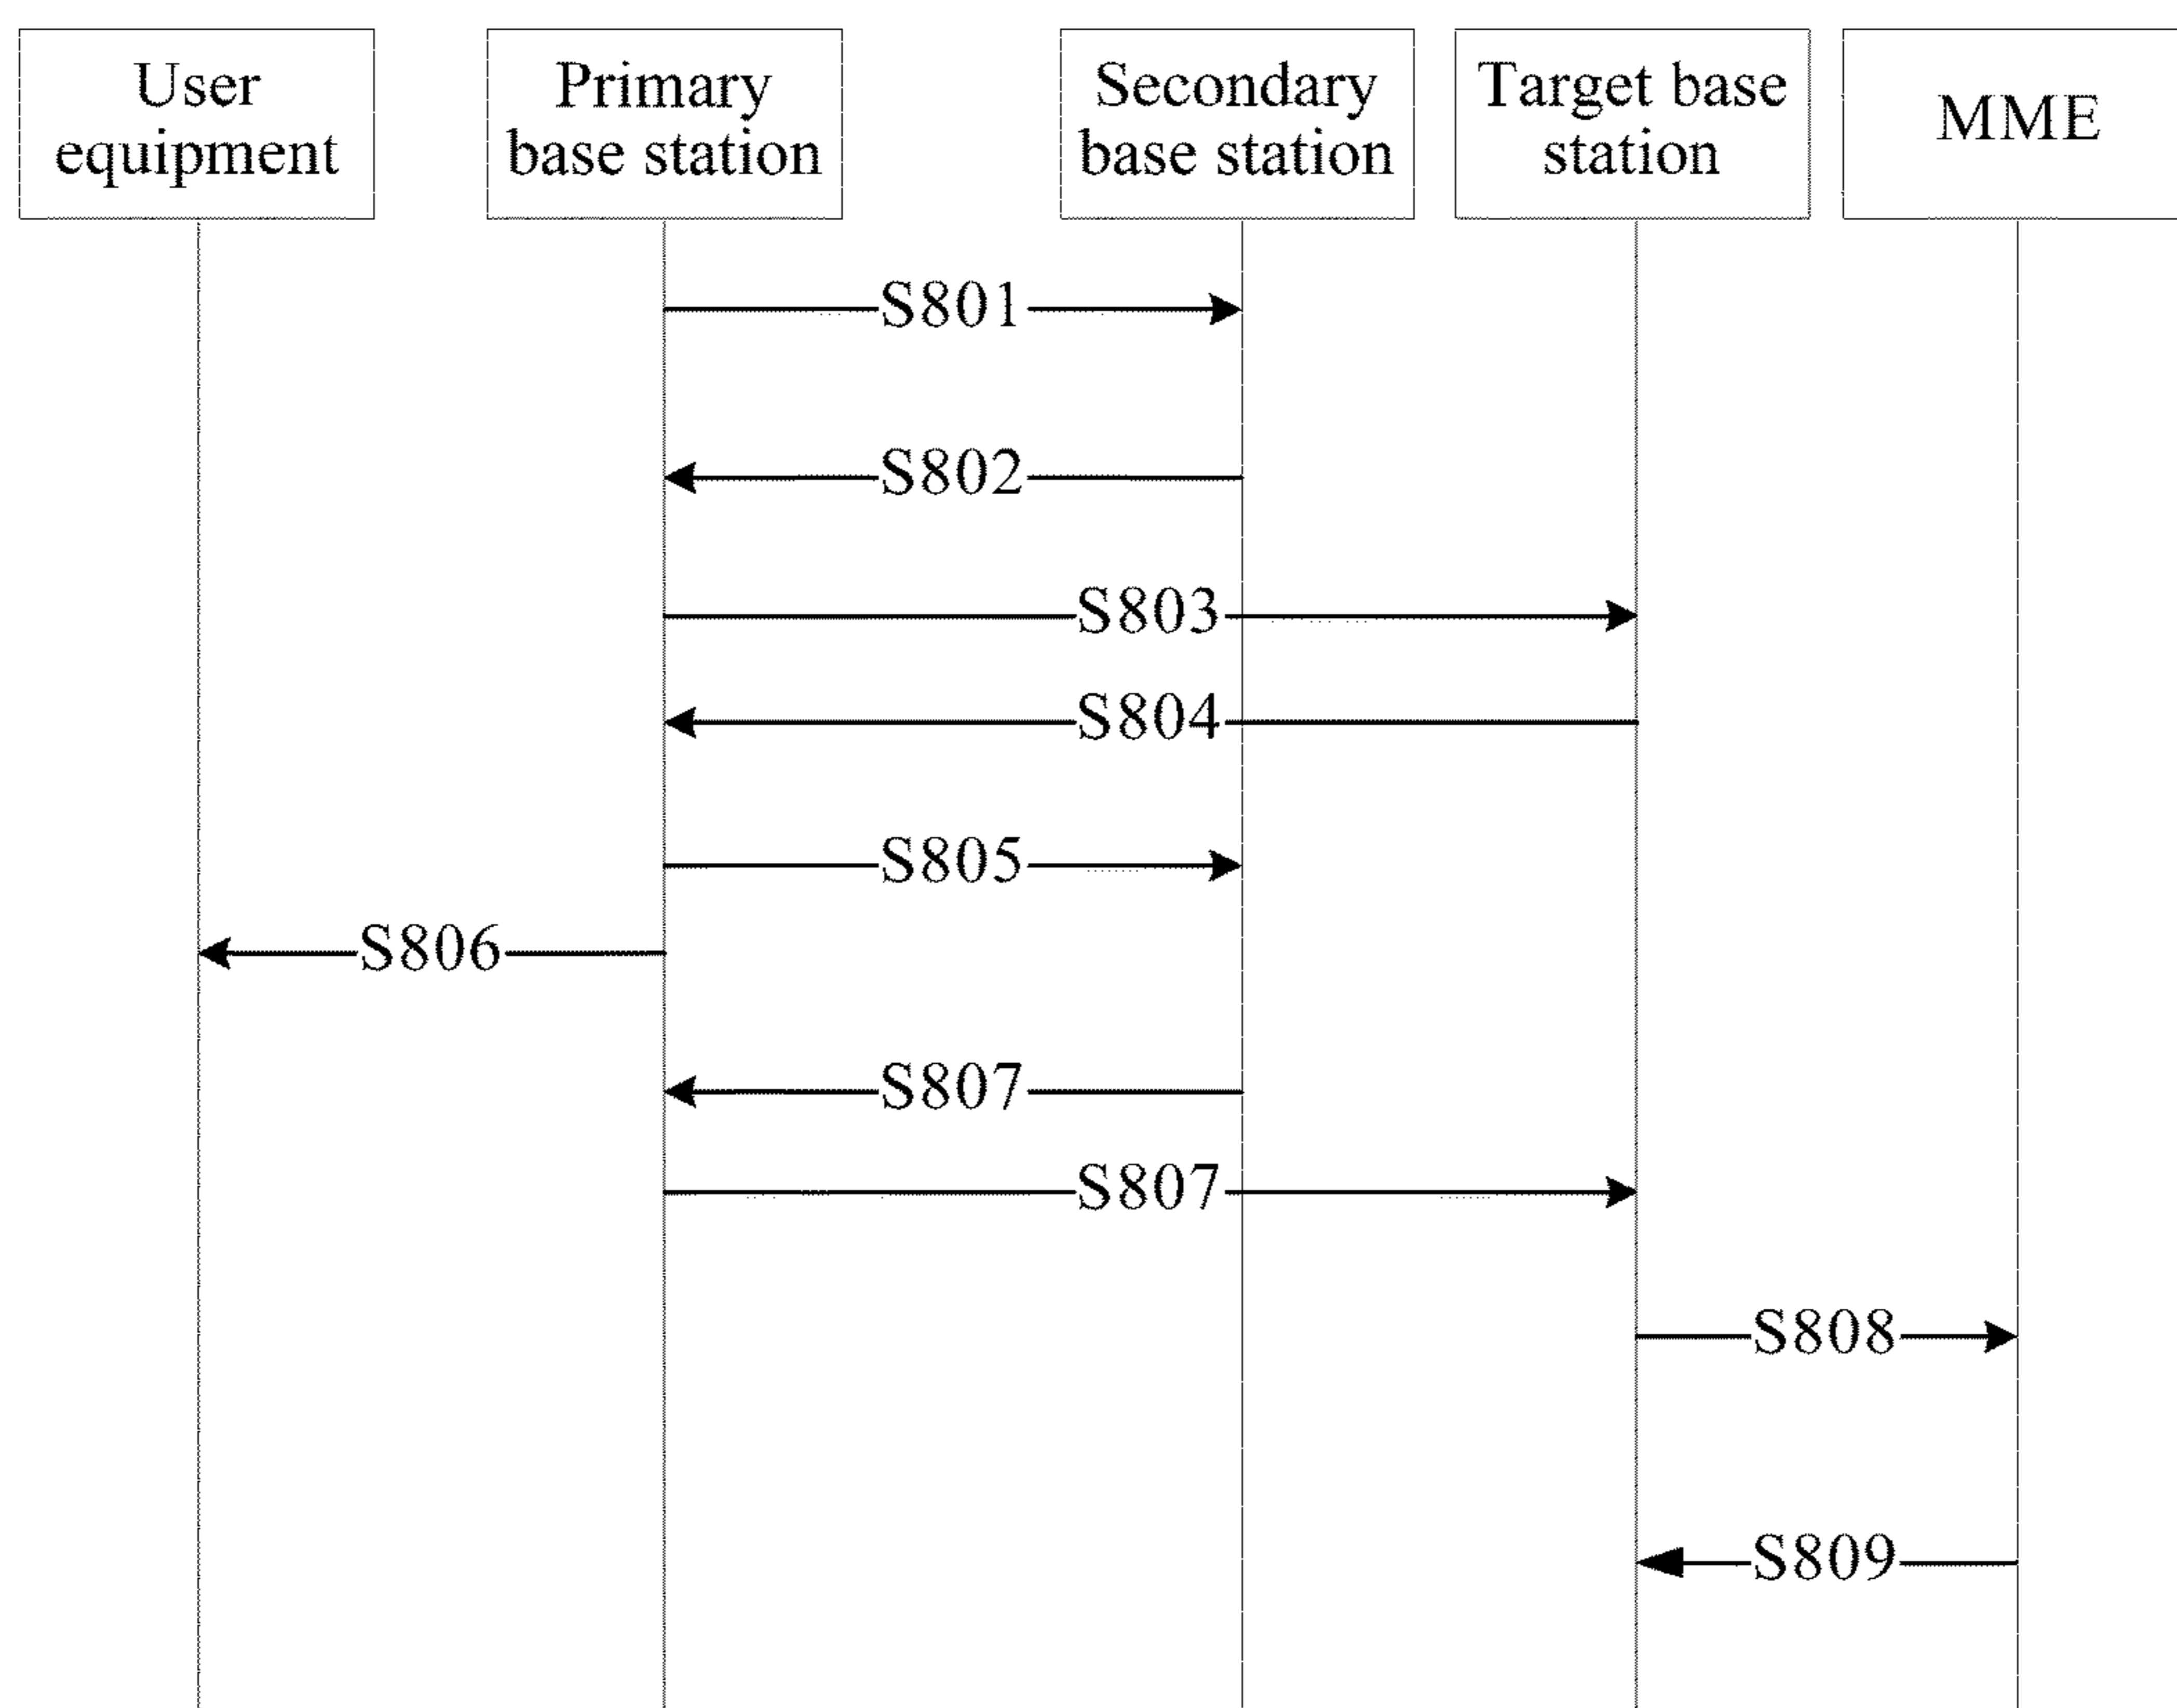 User
equipment
Primary
base station
Secondary
base station
Target base
station
MME
S801
S802
S803
S804
S805
S806
S807
S807
S808
S809